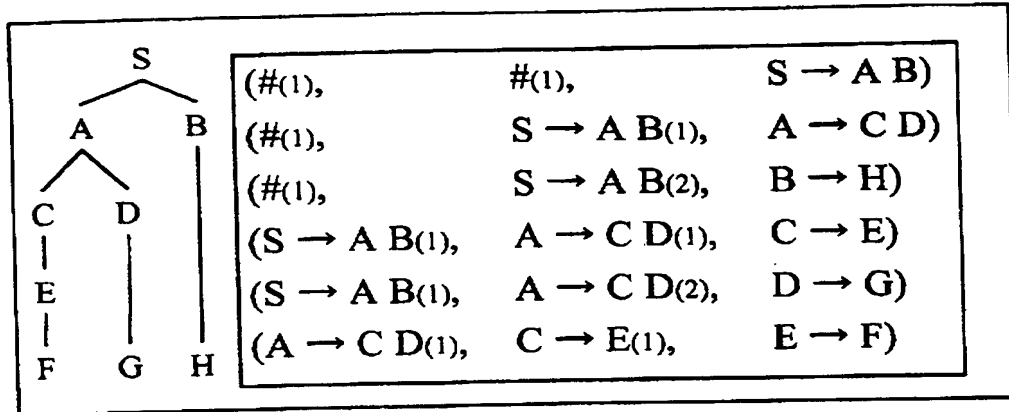 S
A B
C D
E
F G H
(#(1), #(1), S → A B)
(#(1), S → A B(1), A → C D)
(#(1), S → A B(2), B → H)
(S → A B(1), A → C D(1), C → E)
(S → A B(1), A → C D(2), D → G)
(A → C D(1), C → E(1), E → F)